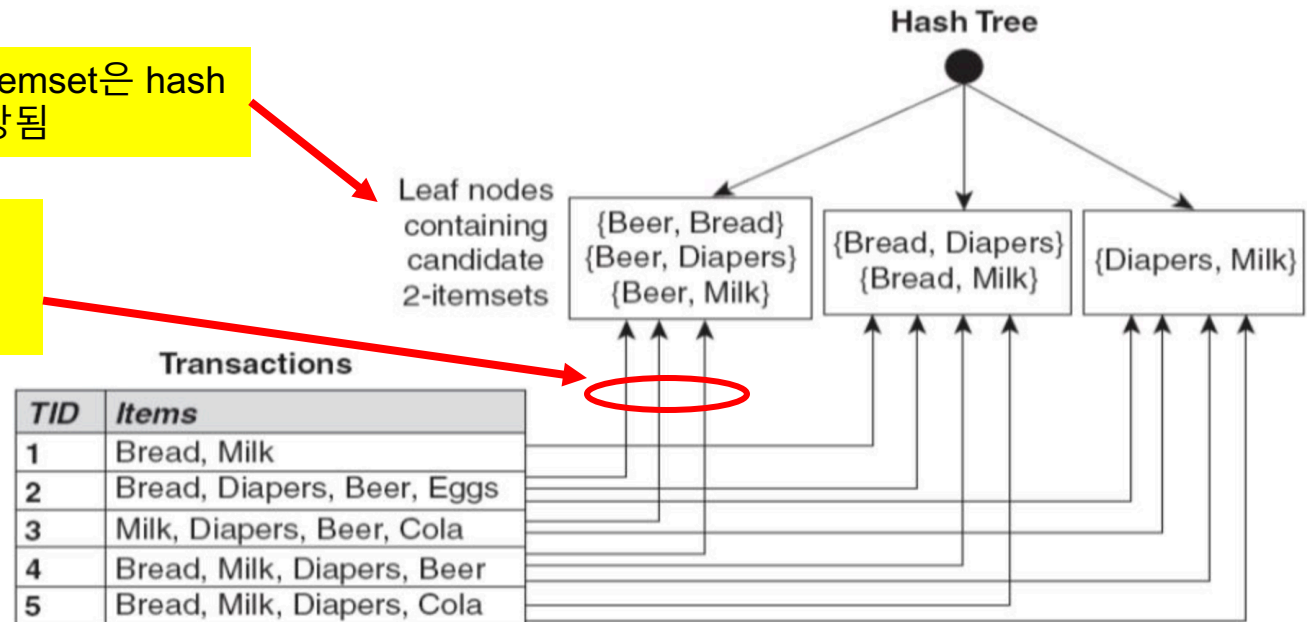 Hash Tree
itemset은 hash
장됨
Leaf nodes
containing
candidate
2-itemsets
{Beer, Bread}
{Beer, Diapers}
{Beer, Milk}
{Bread, Diapers}
{Bread, Milk}
{Diapers, Milk}
Transactions
TID Items
1 Bread, Milk
2 Bread, Diapers, Beer, Eggs
3 Milk, Diapers, Beer, Cola
4 Bread, Milk, Diapers, Beer
5 Bread, Milk, Diapers, Cola